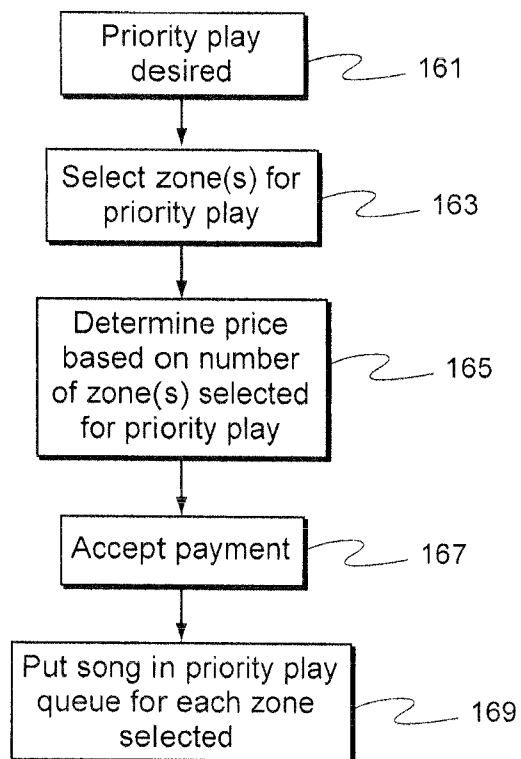 Priority play
desired
161
Select zone(s) for
priority play
163
Determine price
based on number
of zone(s) selected
for priority play
165
Accept payment
167
Put song in priority play
queue for each zone
selected
169